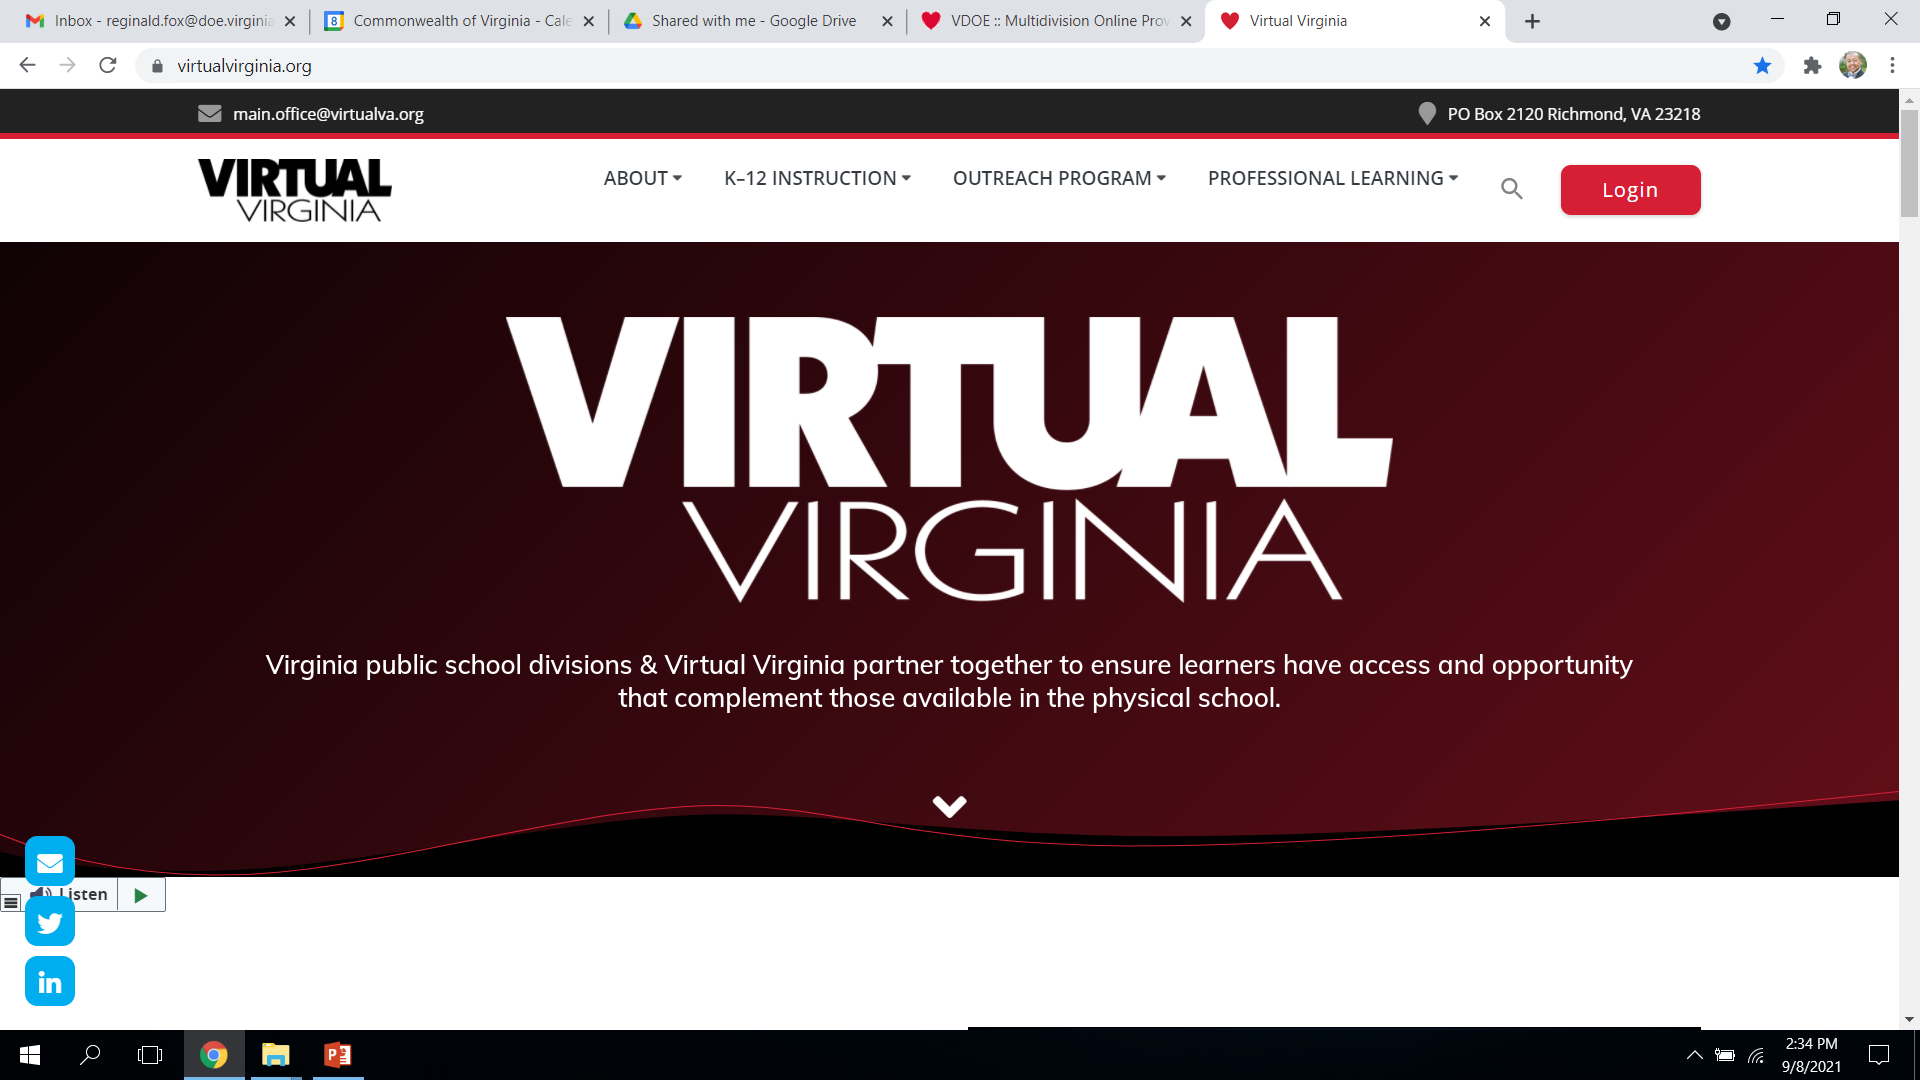 Inbox - reginald.fox@doe.virginia
8
Commonwealth of Virginia - Cale
Shared with me - Google Drive
VDOE :: Multidivision Online Prov
Virtual Virginia
virtualvirginia.org
main.office@virtualva.org
PO Box 2120 Richmond, VA 23218
VIRTUAL
VIRGINIA
ABOUT
K–12 INSTRUCTION
OUTREACH PROGRAM
PROFESSIONAL LEARNING
Login
VIRTUAL
VIRGINIA
Virginia public school divisions & Virtual Virginia partner together to ensure learners have access and opportunity
that complement those available in the physical school.
Listen
in
P
2:34 PM
9/8/2021